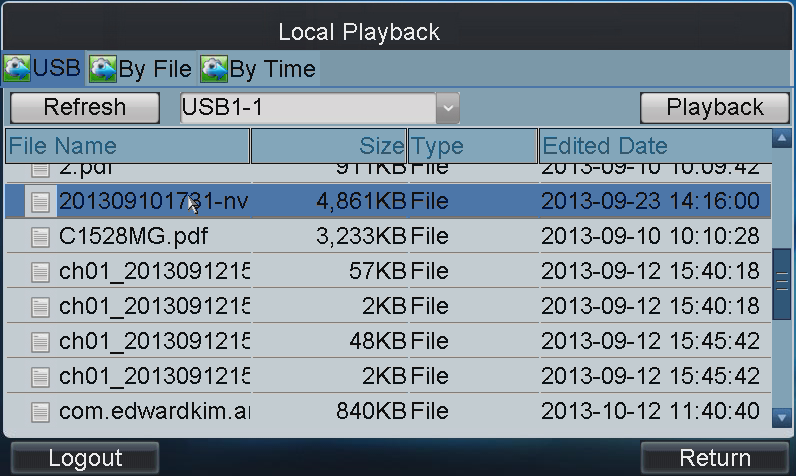 Local Playback
USB By File By Time
Refresh USB1-1 Playback
File Name Size Type Edited Date
2.pdf 911KB File 2013-09-10 10:09:42
201309101731-nv 4,861KB File 2013-09-23 14:16:00
C1528MG.pdf 3,233KB File 2013-09-10 10:10:28
ch01_2013091215 57KB File 2013-09-12 15:40:18
ch01_2013091215 2KB File 2013-09-12 15:40:18
ch01_2013091215 48KB File 2013-09-12 15:45:42
ch01_2013091215 2KB File 2013-09-12 15:45:42
com.edwardkim.ar 840KB File 2013-10-12 11:40:40
Logout Return